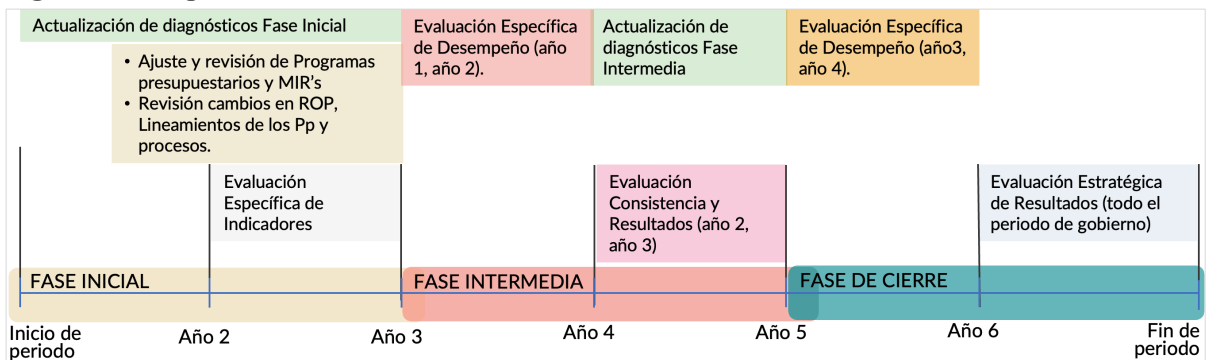 Actualización de diagnósticos Fase Inicial
• Ajuste y revisión de Programas
presupuestarios y MIR's
• Revisión cambios en ROP,
Lineamientos de los Pp y
procesos.
Evaluación Específica
de Desempeño (año
1, año 2).
Actualización de
diagnósticos Fase
Intermedia
Evaluación Específica
de Desempeño (año3,
año 4).
Evaluación
Específica de
Indicadores
Evaluación
Consistencia y
Resultados (año 2,
año 3)
Evaluación Estratégica
de Resultados (todo el
periodo de gobierno)
FASE INICIAL
FASE INTERMEDIA
FASE DE CIERRE
Inicio de
periodo
Año 2
Año 3
Año 4
Año 5
Año 6
Fin de
periodo